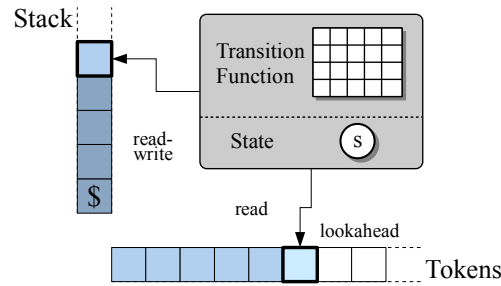 Stack
Transition
Function
State
S
read-
write
$
read
lookahead
Tokens